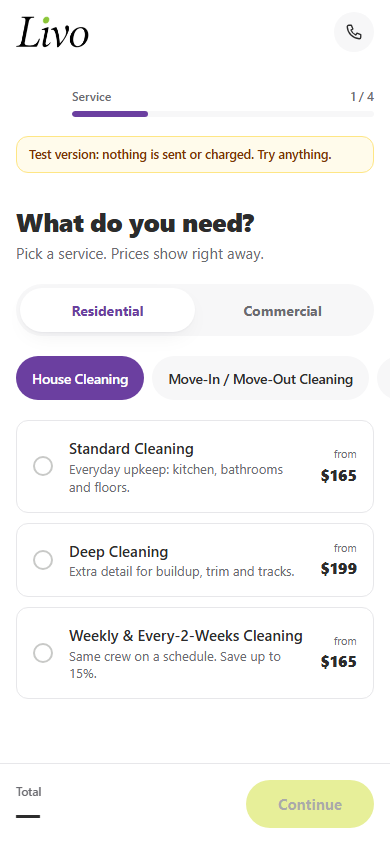 Livo
Service
1 / 4
Test version: nothing is sent or charged. Try anything.
What do you need?
Pick a service. Prices show right away.
Residential
Commercial
House Cleaning
Move-In / Move-Out Cleaning
Standard Cleaning
Everyday upkeep: kitchen, bathrooms
and floors.
from
$165
Deep Cleaning
Extra detail for buildup, trim and tracks.
from
$199
Weekly & Every-2-Weeks Cleaning
Same crew on a schedule. Save up to
15%.
from
$165
Total
—
Continue